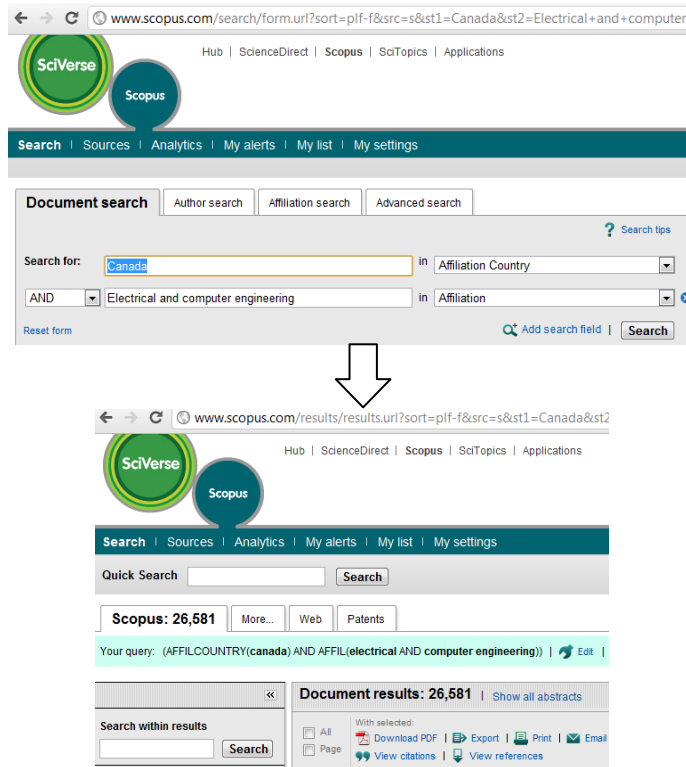 www.scopus.com/search/form.url?sort=plf-f&src=s&st1=Canada&st2=Electrical+and+computer
Hub | ScienceDirect | Scopus | SciTopics | Applications
SciVerse
Scopus
Search | Sources | Analytics | My alerts | My list | My settings
Document search Author search Affiliation search Advanced search
? Search tips
Search for: Canada in Affiliation Country
AND Electrical and computer engineering in Affiliation
Reset form Add search field | Search
www.scopus.com/results/results.url?sort=plf-f&src=s&st1=Canada&st2
Hub | ScienceDirect | Scopus | SciTopics | Applications
SciVerse
Scopus
Search | Sources | Analytics | My alerts | My list | My settings
Quick Search Search
Scopus: 26,581 More... Web Patents
Your query: (AFFILCOUNTRY(canada) AND AFFIL(electrical AND computer engineering)) | Edit |
« Document results: 26,581 | Show all abstracts
Search within results
Search
All
Page
With selected:
Download PDF | Export | Print | Email
View citations | View references